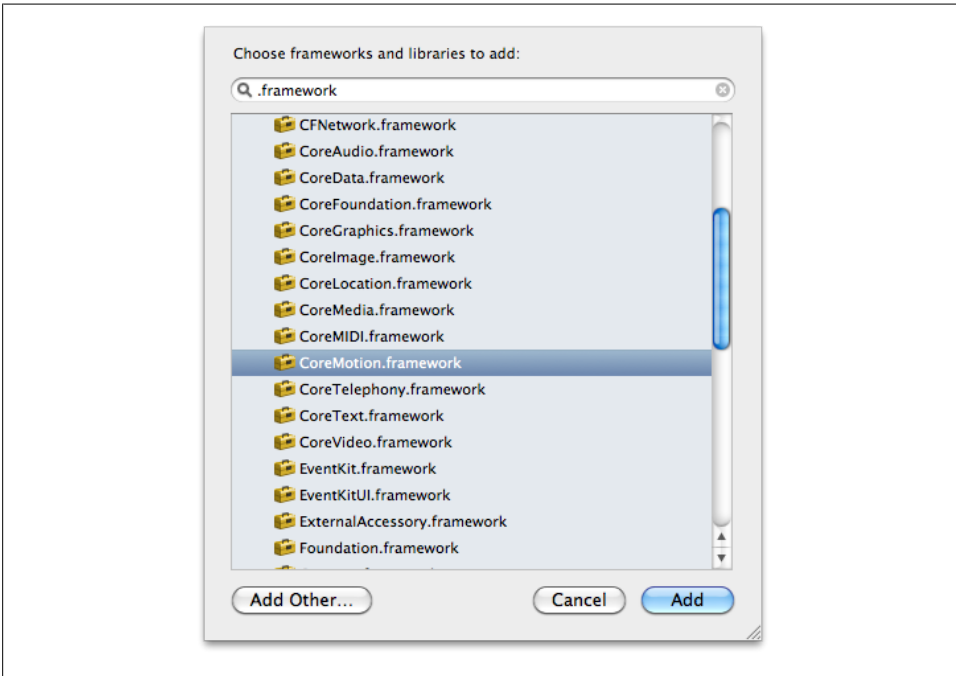 Choose frameworks and libraries to add:
.framework
CFNetwork.framework
CoreAudio.framework
CoreData.framework
CoreFoundation.framework
CoreGraphics.framework
CoreImage.framework
CoreLocation.framework
CoreMedia.framework
CoreMIDI.framework
CoreMotion.framework
CoreTelephony.framework
CoreText.framework
CoreVideo.framework
EventKit.framework
EventKitUI.framework
ExternalAccessory.framework
Foundation.framework
Add Other...
Cancel
Add